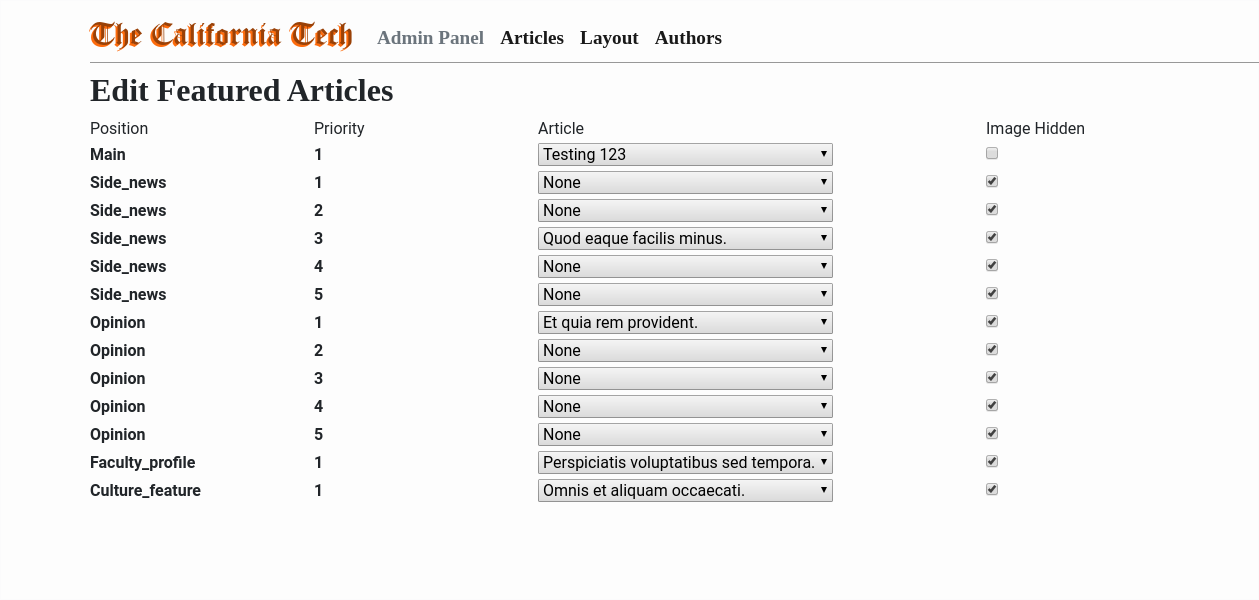 The California Tech Admin Panel Articles Layout Authors
Edit Featured Articles
Position Priority Article Image Hidden
Main 1 Testing 123
Side_news 1 None
Side_news 2 None
Side_news 3 Quod eaque facilis minus.
Side_news 4 None
Side_news 5 None
Opinion 1 Et quia rem provident.
Opinion 2 None
Opinion 3 None
Opinion 4 None
Opinion 5 None
Faculty_profile 1 Perspiciatis voluptatibus sed tempora.
Culture_feature 1 Omnis et aliquam occaecati.